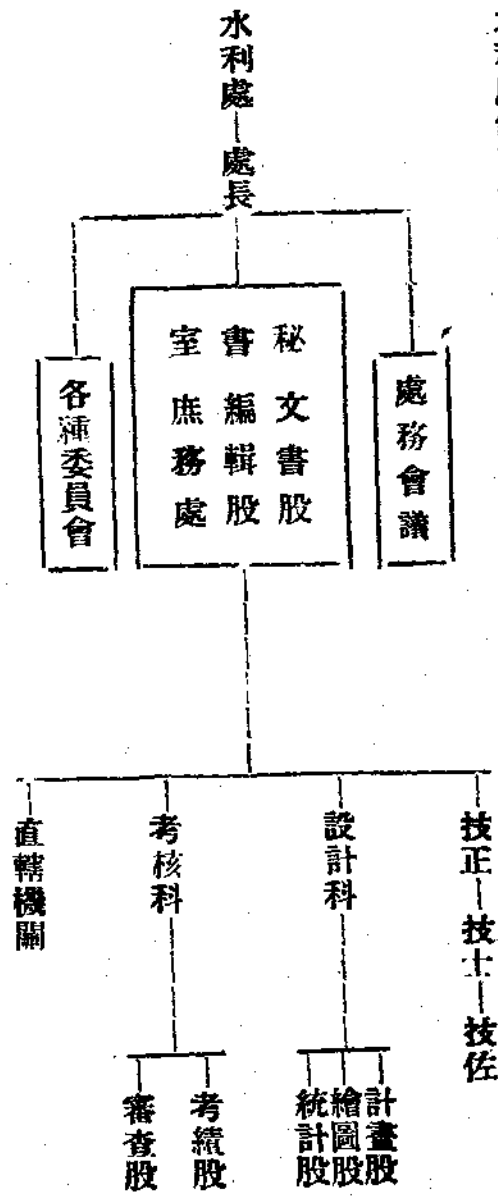 水利處
處長
處務會議
秘書室
文書股
編輯股
庶務處
各種委員會
技正
技士
技佐
設計科
計畫股
繪圖股
統計股
考核科
考績股
審查股
直轄機關